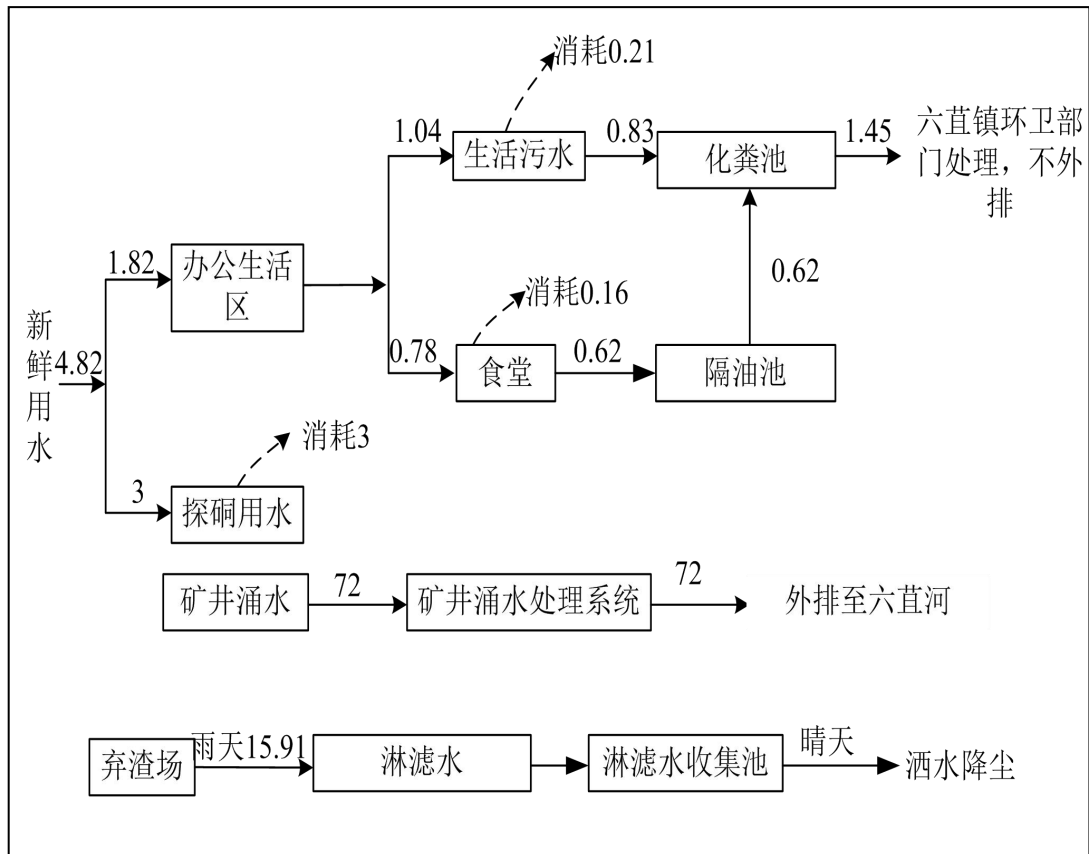 消耗0.21
1.04
生活污水
0.83
化粪池
1.45
六苴镇环卫部
门处理，不外
排
1.82
办公生活
区
0.62
消耗0.16
新鲜用水
4.82
0.78
食堂
0.62
隔油池
消耗3
3
探硐用水
矿井涌水
72
矿井涌水处理系统
72
外排至六苴河
弃渣场
雨天15.91
淋滤水
淋滤水收集池
晴天
洒水降尘